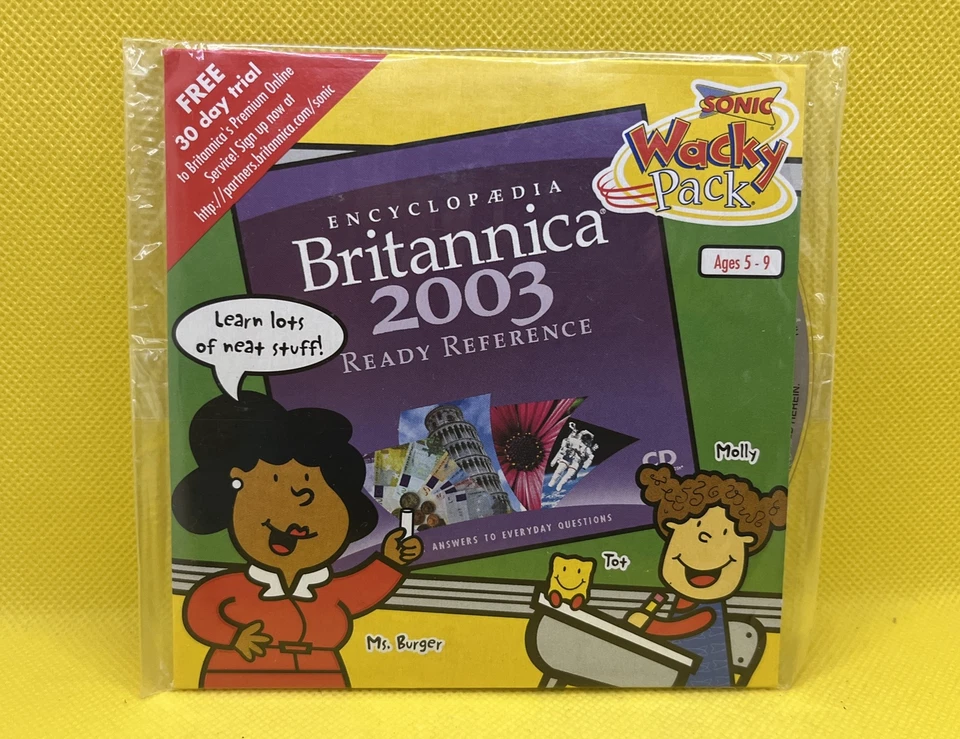 FREE
30 day trial
to Britannica's Premium Online
Service! Sign up now at
http://partners.britannica.com/sonic
SONIC
Wacky
Pack
Ages 5 - 9
ENCYCLOPÆDIA
Britannica®
2003
READY REFERENCE
Learn lots
of neat stuff!
CD
ANSWERS TO EVERYDAY QUESTIONS
Molly
Tot
Ms. Burger
HEREIN.